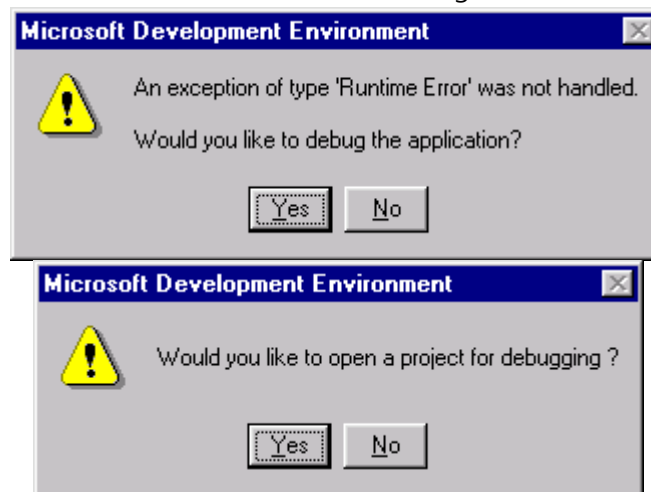 Microsoft Development Environment
An exception of type 'Runtime Error' was not handled.
Would you like to debug the application?
Yes No
Microsoft Development Environment
Would you like to open a project for debugging ?
Yes No